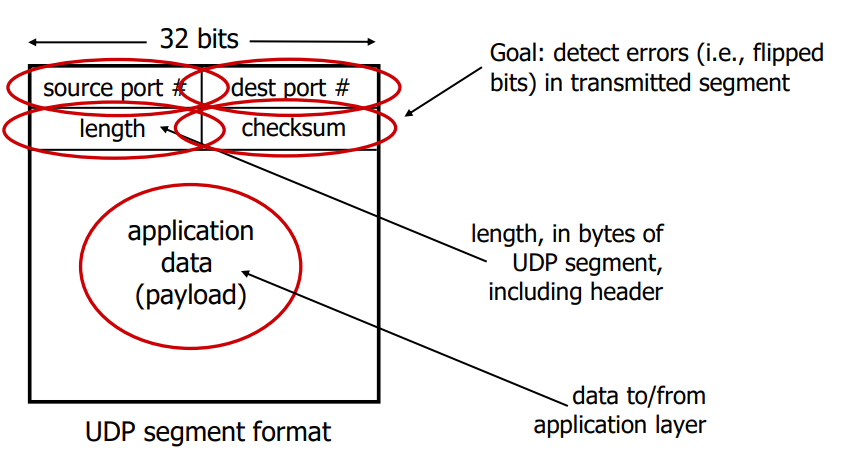 32 bits
source port # dest port #
length checksum
application
data
(payload)
UDP segment format
Goal: detect errors (i.e., flipped
bits) in transmitted segment
length, in bytes of
UDP segment,
including header
data to/from
application layer